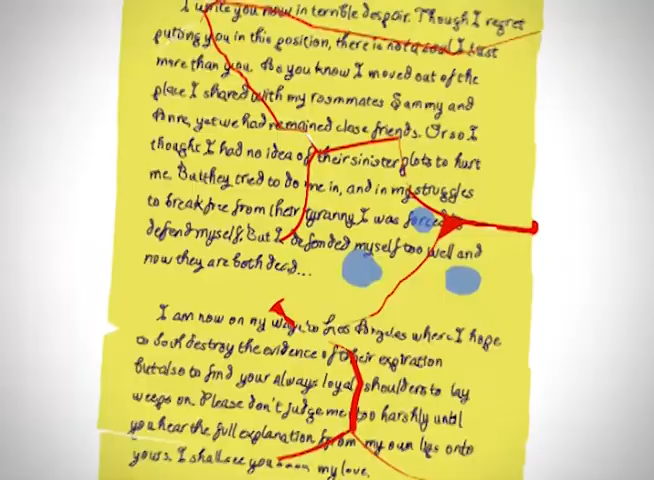 I write you now in terrible despair. Though I regret
putting you in this position, there is not a soul I trust
more than you. As you know I moved out of the
place I shared with my roommates Sammy and
Anne, yet we had remained close friends. Or so I
thought I had no idea of their sinister plots to hurt
me. But they tried to do me in, and in my struggles
to break free from their tyranny I was forced
defend myself. But I defended myself too well and
now they are both dead...
I am now on my way to Los Angeles where I hope
to both destroy the evidence of their expiration
but also to find your always loyal shoulders to lay
weeps on. Please don't judge me too harshly until
you hear the full explanation from my own lips onto
yours. I shall see you soon my love.